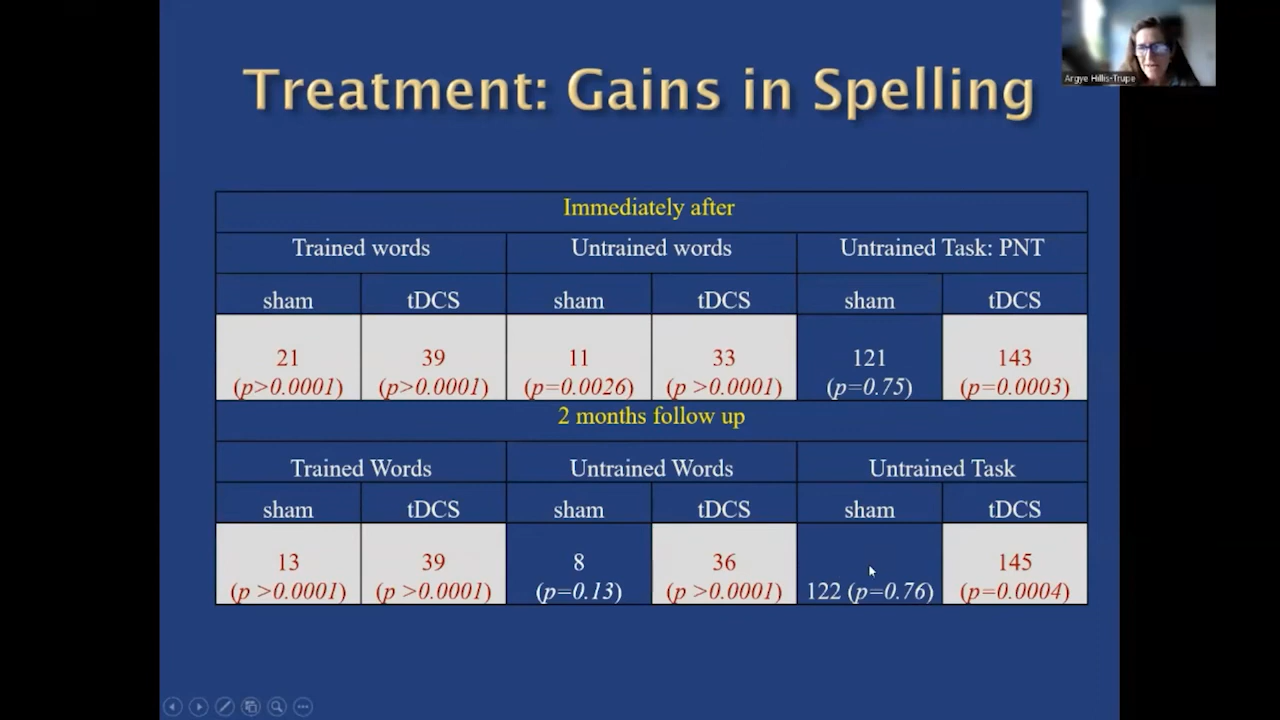 Argye Hillis-Trupe
Treatment: Gains in Spelling
Immediately after
Trained words Untrained words Untrained Task: PNT
sham tDCS sham tDCS sham tDCS
21 39 11 33 121 143
(p>0.0001) (p>0.0001) (p=0.0026) (p >0.0001) (p=0.75) (p=0.0003)
2 months follow up
Trained Words Untrained Words Untrained Task
sham tDCS sham tDCS sham tDCS
13 39 8 36 145
(p >0.0001) (p >0.0001) (p=0.13) (p >0.0001) 122 (p=0.76) (p=0.0004)